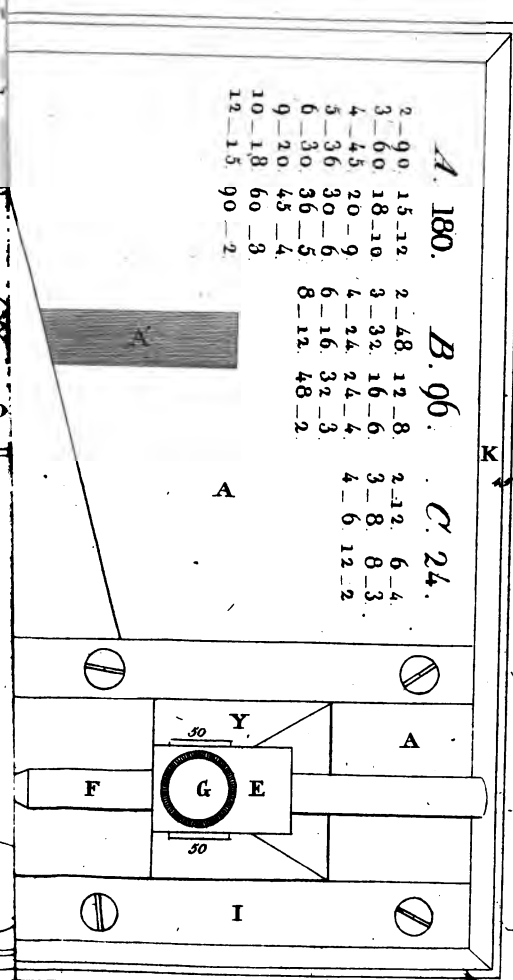 A. 180. B. 96. C. 24.
2_90. 15_12. 2_48. 12_8. 2_12. 6_4
3_60. 18_10. 3_32. 16_6. 3_8. 8_3
4_45. 20_9. 4_24. 24_4. 4_6. 12_2
5_36. 30_6. 6_16. 32_3.
6_30. 36_5. 8_12. 48_2.
9_20. 45_4.
10_18. 60_3.
12_15. 90_2.
A'
K
A
Y
50
A
F
G
E
50
I